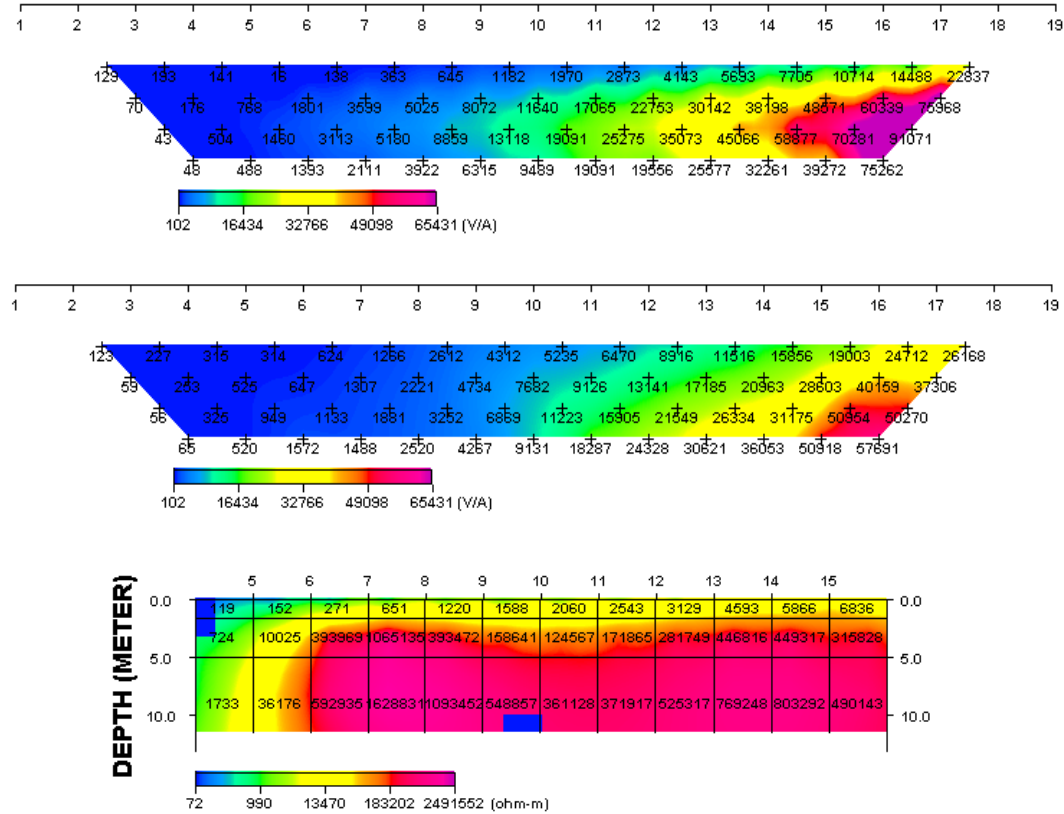 1 2 3 4 5 6 7 8 9 10 11 12 13 14 15 16 17 18 19
129 193 141 16 138 363 645 1182 1970 2873 4143 5693 7705 10714 14488 22837
70 176 768 1801 3599 5025 8072 11640 17065 22753 30142 38198 48571 60339 75968
43 504 1460 3113 5180 8859 13118 19091 25275 35073 45066 58877 70281 91071
48 488 1393 2111 3922 6315 9489 19091 19556 25577 32261 39272 75262
102 16434 32766 49098 65431 (V/A)
1 2 3 4 5 6 7 8 9 10 11 12 13 14 15 16 17 18 19
123 227 315 314 624 1266 2612 4312 5235 6470 8916 11516 15856 19003 24712 26168
59 263 525 647 1307 2221 4734 7682 9126 13141 17185 20963 28603 40159 37306
56 325 949 1133 1881 3252 6869 11223 15905 21549 26334 31175 50954 50270
65 520 1572 1488 2520 4267 9131 18287 24328 30621 36053 50918 57691
102 16434 32766 49098 65431 (V/A)
DEPTH (METER)
5 6 7 8 9 10 11 12 13 14 15
0.0 119 152 271 651 1220 1588 2060 2543 3129 4593 5866 6836 0.0
724 10025 393969 1065135 393472 158641 124567 171865 281749 446816 449317 315828
5.0 5.0
1733 36176 592935 1628831 1093452 548857 361128 371917 525317 769248 803292 490143
10.0 10.0
72 990 13470 183202 2491552 (ohm-m)